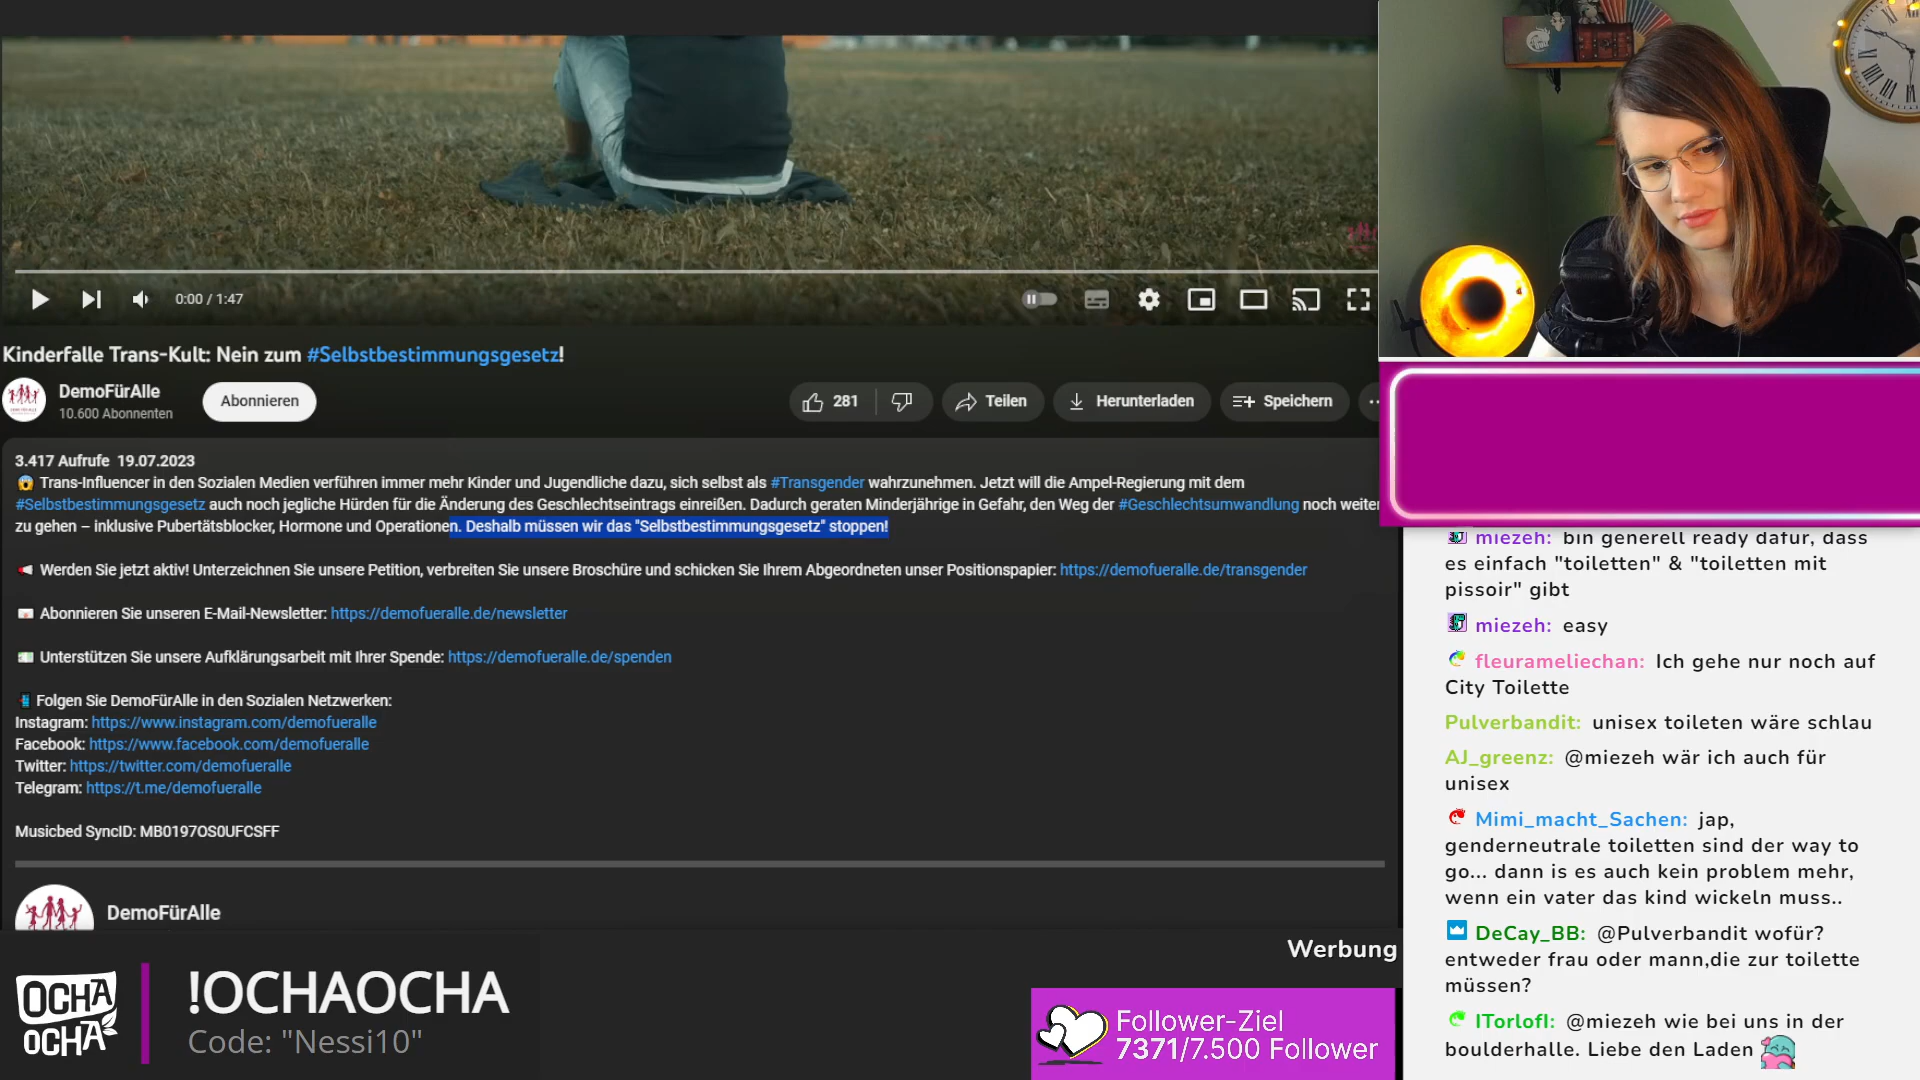 0:00 / 1:47
Kinderfalle Trans-Kult: Nein zum #Selbstbestimmungsgesetz!
DemoFürAlle
10.600 Abonnenten
Abonnieren
281
Teilen
Herunterladen
Speichern
3.417 Aufrufe 19.07.2023
😱 Trans-Influencer in den Sozialen Medien verführen immer mehr Kinder und Jugendliche dazu, sich selbst als #Transgender wahrzunehmen. Jetzt will die Ampel-Regierung mit dem
#Selbstbestimmungsgesetz auch noch jegliche Hürden für die Änderung des Geschlechtseintrags einreißen. Dadurch geraten Minderjährige in Gefahr, den Weg der #Geschlechtsumwandlung noch weiter
zu gehen – inklusive Pubertätsblocker, Hormone und Operationen. Deshalb müssen wir das "Selbstbestimmungsgesetz" stoppen!
Werden Sie jetzt aktiv! Unterzeichnen Sie unsere Petition, verbreiten Sie unsere Broschüre und schicken Sie Ihrem Abgeordneten unser Positionspapier: https://demofueralle.de/transgender
Abonnieren Sie unseren E-Mail-Newsletter: https://demofueralle.de/newsletter
Unterstützen Sie unsere Aufklärungsarbeit mit Ihrer Spende: https://demofueralle.de/spenden
Folgen Sie DemoFürAlle in den Sozialen Netzwerken:
Instagram: https://www.instagram.com/demofueralle
Facebook: https://www.facebook.com/demofueralle
Twitter: https://twitter.com/demofueralle
Telegram: https://t.me/demofueralle
Musicbed SyncID: MB0197OS0UFCSFF
DemoFürAlle
OCHA
OCHA
!OCHAOCHA
Code: "Nessi10"
Werbung
Follower-Ziel
7371/7.500 Follower
miezeh: bin generell ready dafür, dass
es einfach "toiletten" & "toiletten mit
pissoir" gibt
miezeh: easy
fleurameliechan: Ich gehe nur noch auf
City Toilette
Pulverbandit: unisex toileten wäre schlau
AJ_greenz: @miezeh wär ich auch für
unisex
Mimi_macht_Sachen: jap,
genderneutrale toiletten sind der way to
go... dann is es auch kein problem mehr,
wenn ein vater das kind wickeln muss..
DeCay_BB: @Pulverbandit wofür?
entweder frau oder mann,die zur toilette
müssen?
ITorlofI: @miezeh wie bei uns in der
boulderhalle. Liebe den Laden